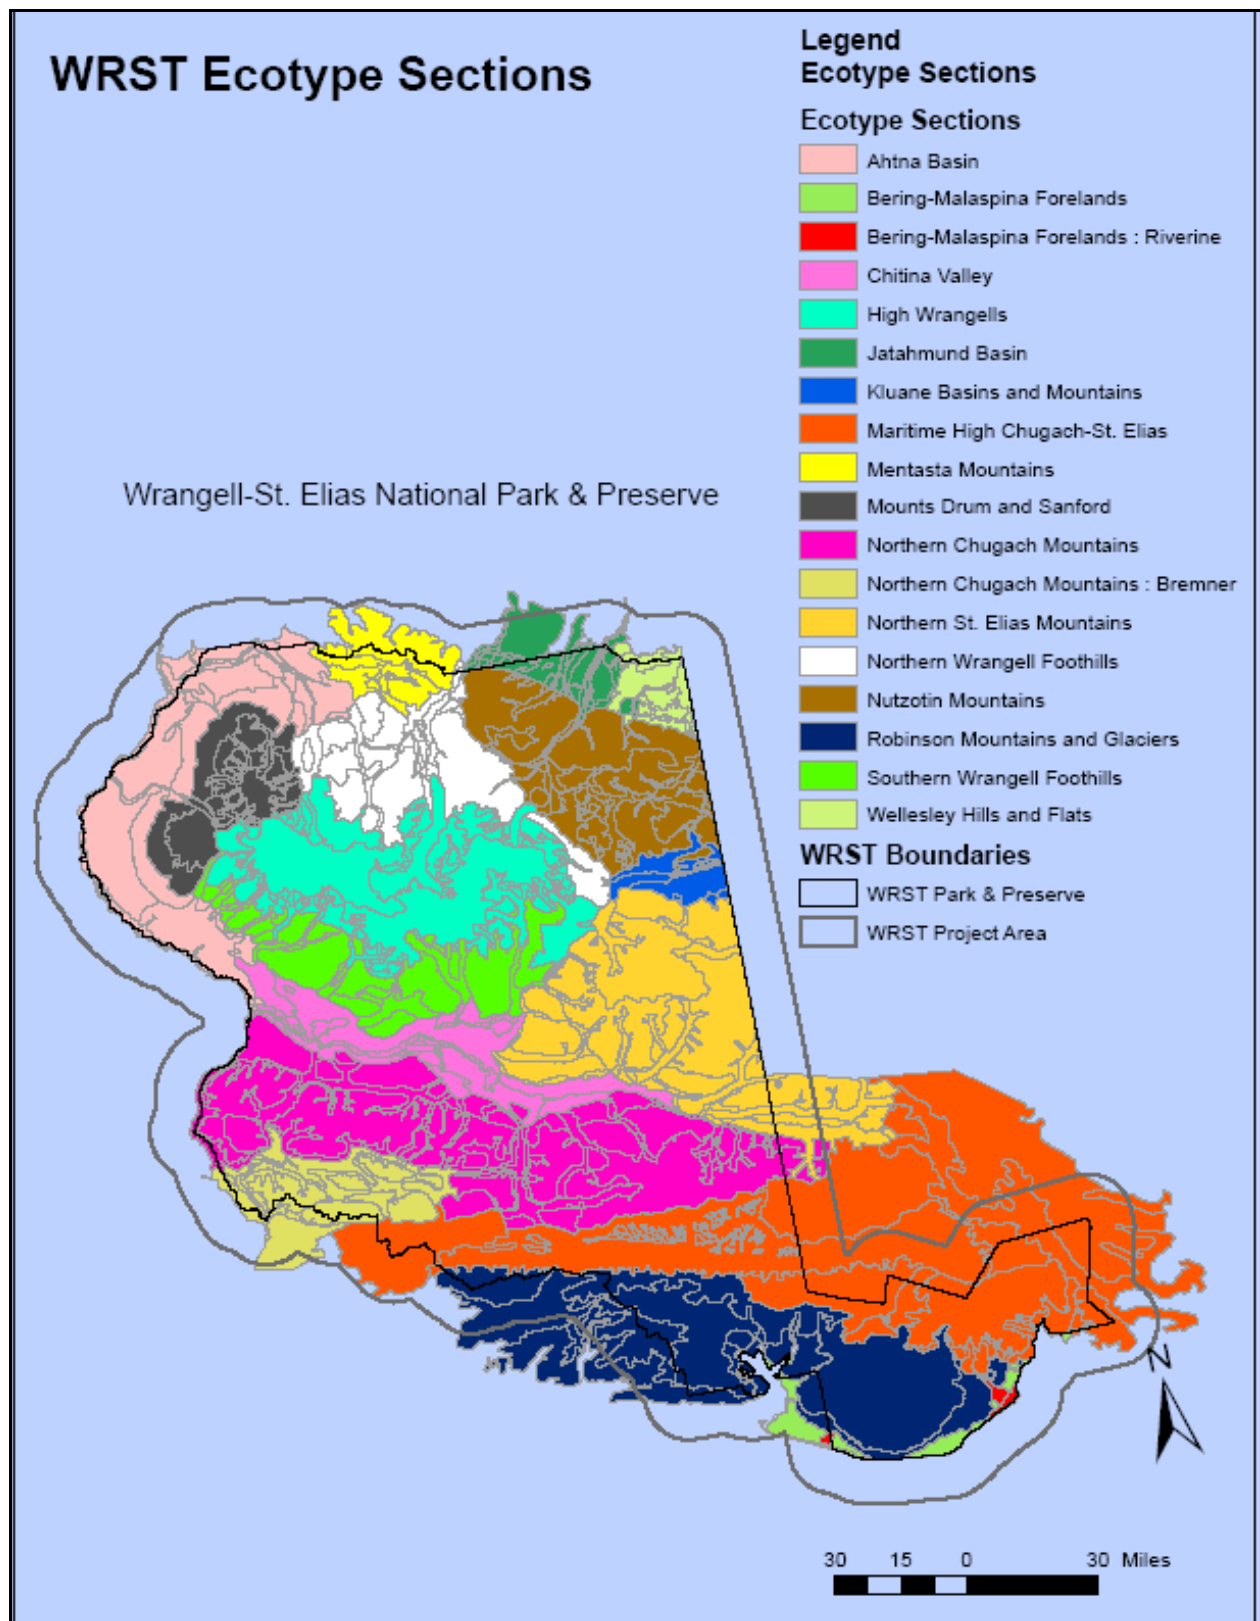 WRST Ecotype Sections
Legend
Ecotype Sections
Ecotype Sections
Ahtna Basin
Bering-Malaspina Forelands
Bering-Malaspina Forelands : Riverine
Chitina Valley
High Wrangells
Jatahmund Basin
Kluane Basins and Mountains
Maritime High Chugach-St. Elias
Mentasta Mountains
Mounts Drum and Sanford
Northern Chugach Mountains
Northern Chugach Mountains : Bremner
Northern St. Elias Mountains
Northern Wrangell Foothills
Nutzotin Mountains
Robinson Mountains and Glaciers
Southern Wrangell Foothills
Wellesley Hills and Flats
WRST Boundaries
WRST Park & Preserve
WRST Project Area
Wrangell-St. Elias National Park & Preserve
N
30 15 0 30 Miles